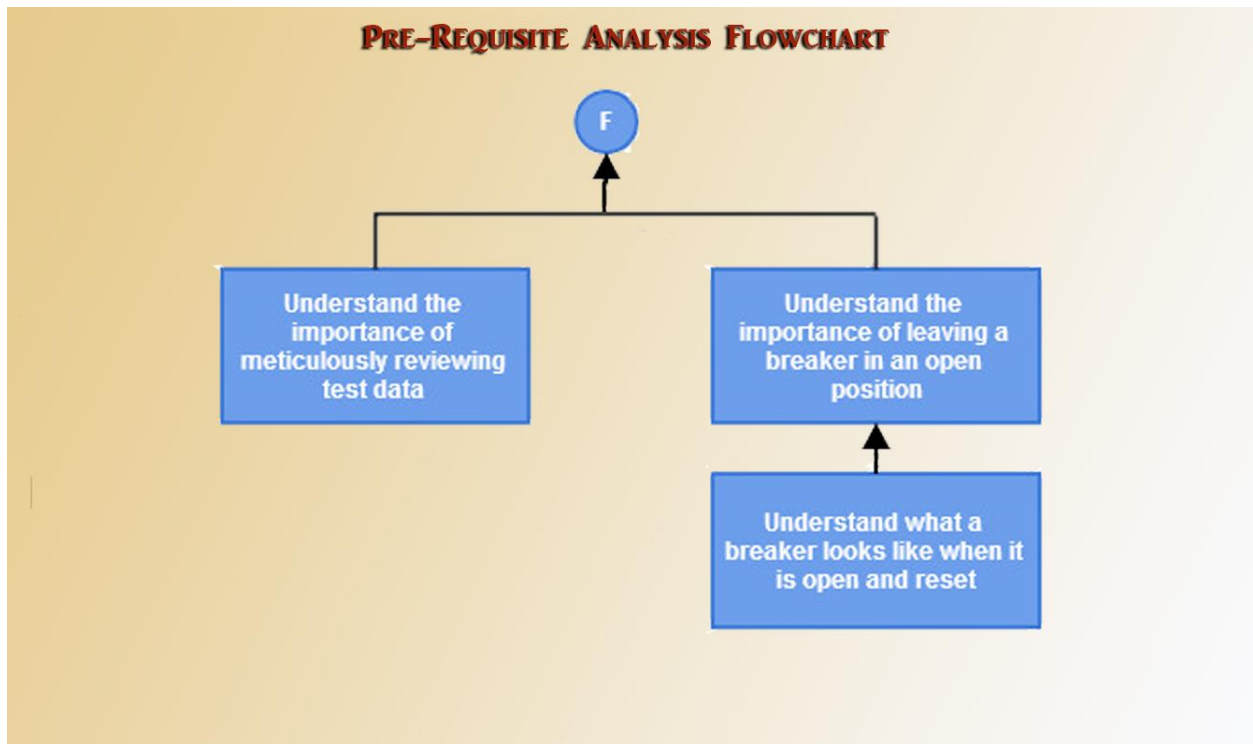 Pre-Requisite Analysis Flowchart
F
Understand the
importance of
meticulously reviewing
test data
Understand the
importance of leaving a
breaker in an open
position
Understand what a
breaker looks like when it
is open and reset